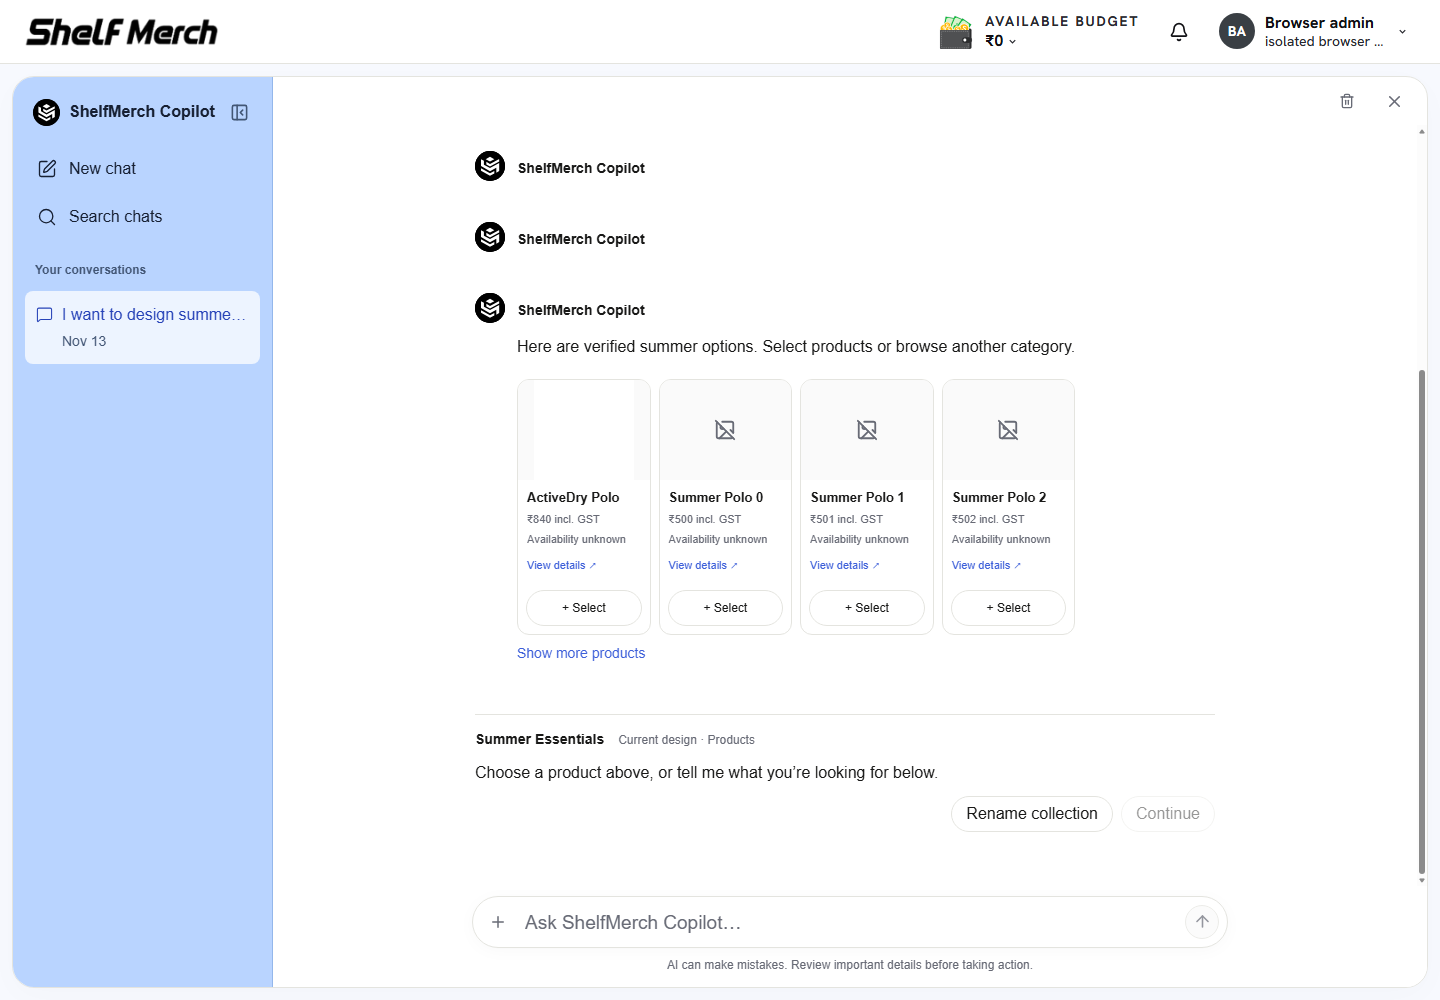 Shelf Merch
AVAILABLE BUDGET
₹0
BA
Browser admin
isolated browser ...
ShelfMerch Copilot
New chat
Search chats
Your conversations
I want to design summe...
Nov 13
ShelfMerch Copilot
ShelfMerch Copilot
ShelfMerch Copilot
Here are verified summer options. Select products or browse another category.
ActiveDry Polo
₹840 incl. GST
Availability unknown
View details ↗
+ Select
Summer Polo 0
₹500 incl. GST
Availability unknown
View details ↗
+ Select
Summer Polo 1
₹501 incl. GST
Availability unknown
View details ↗
+ Select
Summer Polo 2
₹502 incl. GST
Availability unknown
View details ↗
+ Select
Show more products
Summer Essentials Current design · Products
Choose a product above, or tell me what you’re looking for below.
Rename collection
Continue
Ask ShelfMerch Copilot…
AI can make mistakes. Review important details before taking action.